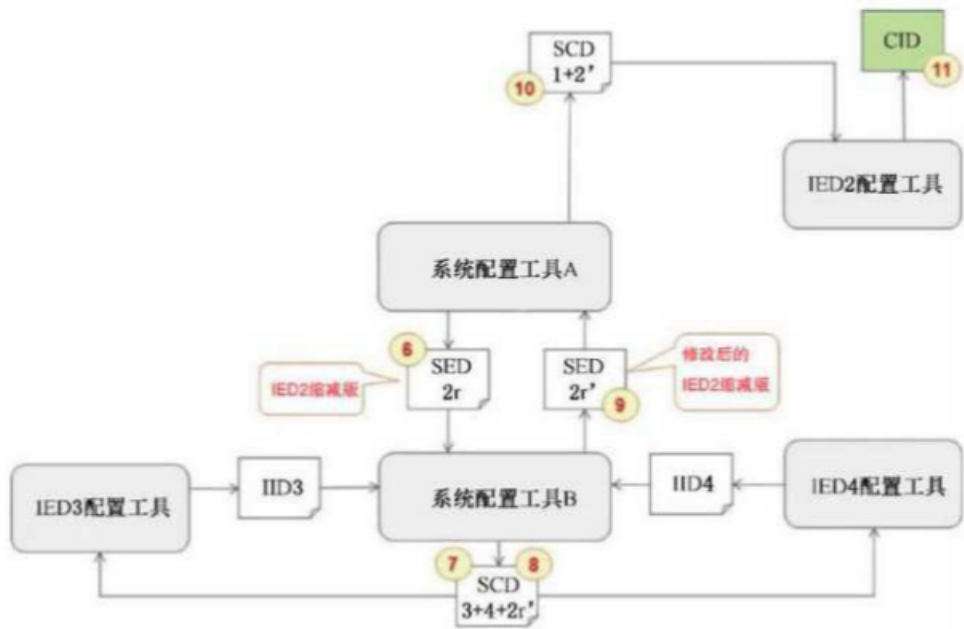 SCD
1+2’
10
CID
11
IED2配置工具
系统配置工具A
6
SED
2r
IED2缩减版
SED
2r’
9
修改后的
IED2缩减版
IED3配置工具
IID3
系统配置工具B
IID4
IED4配置工具
7
8
SCD
3+4+2r’